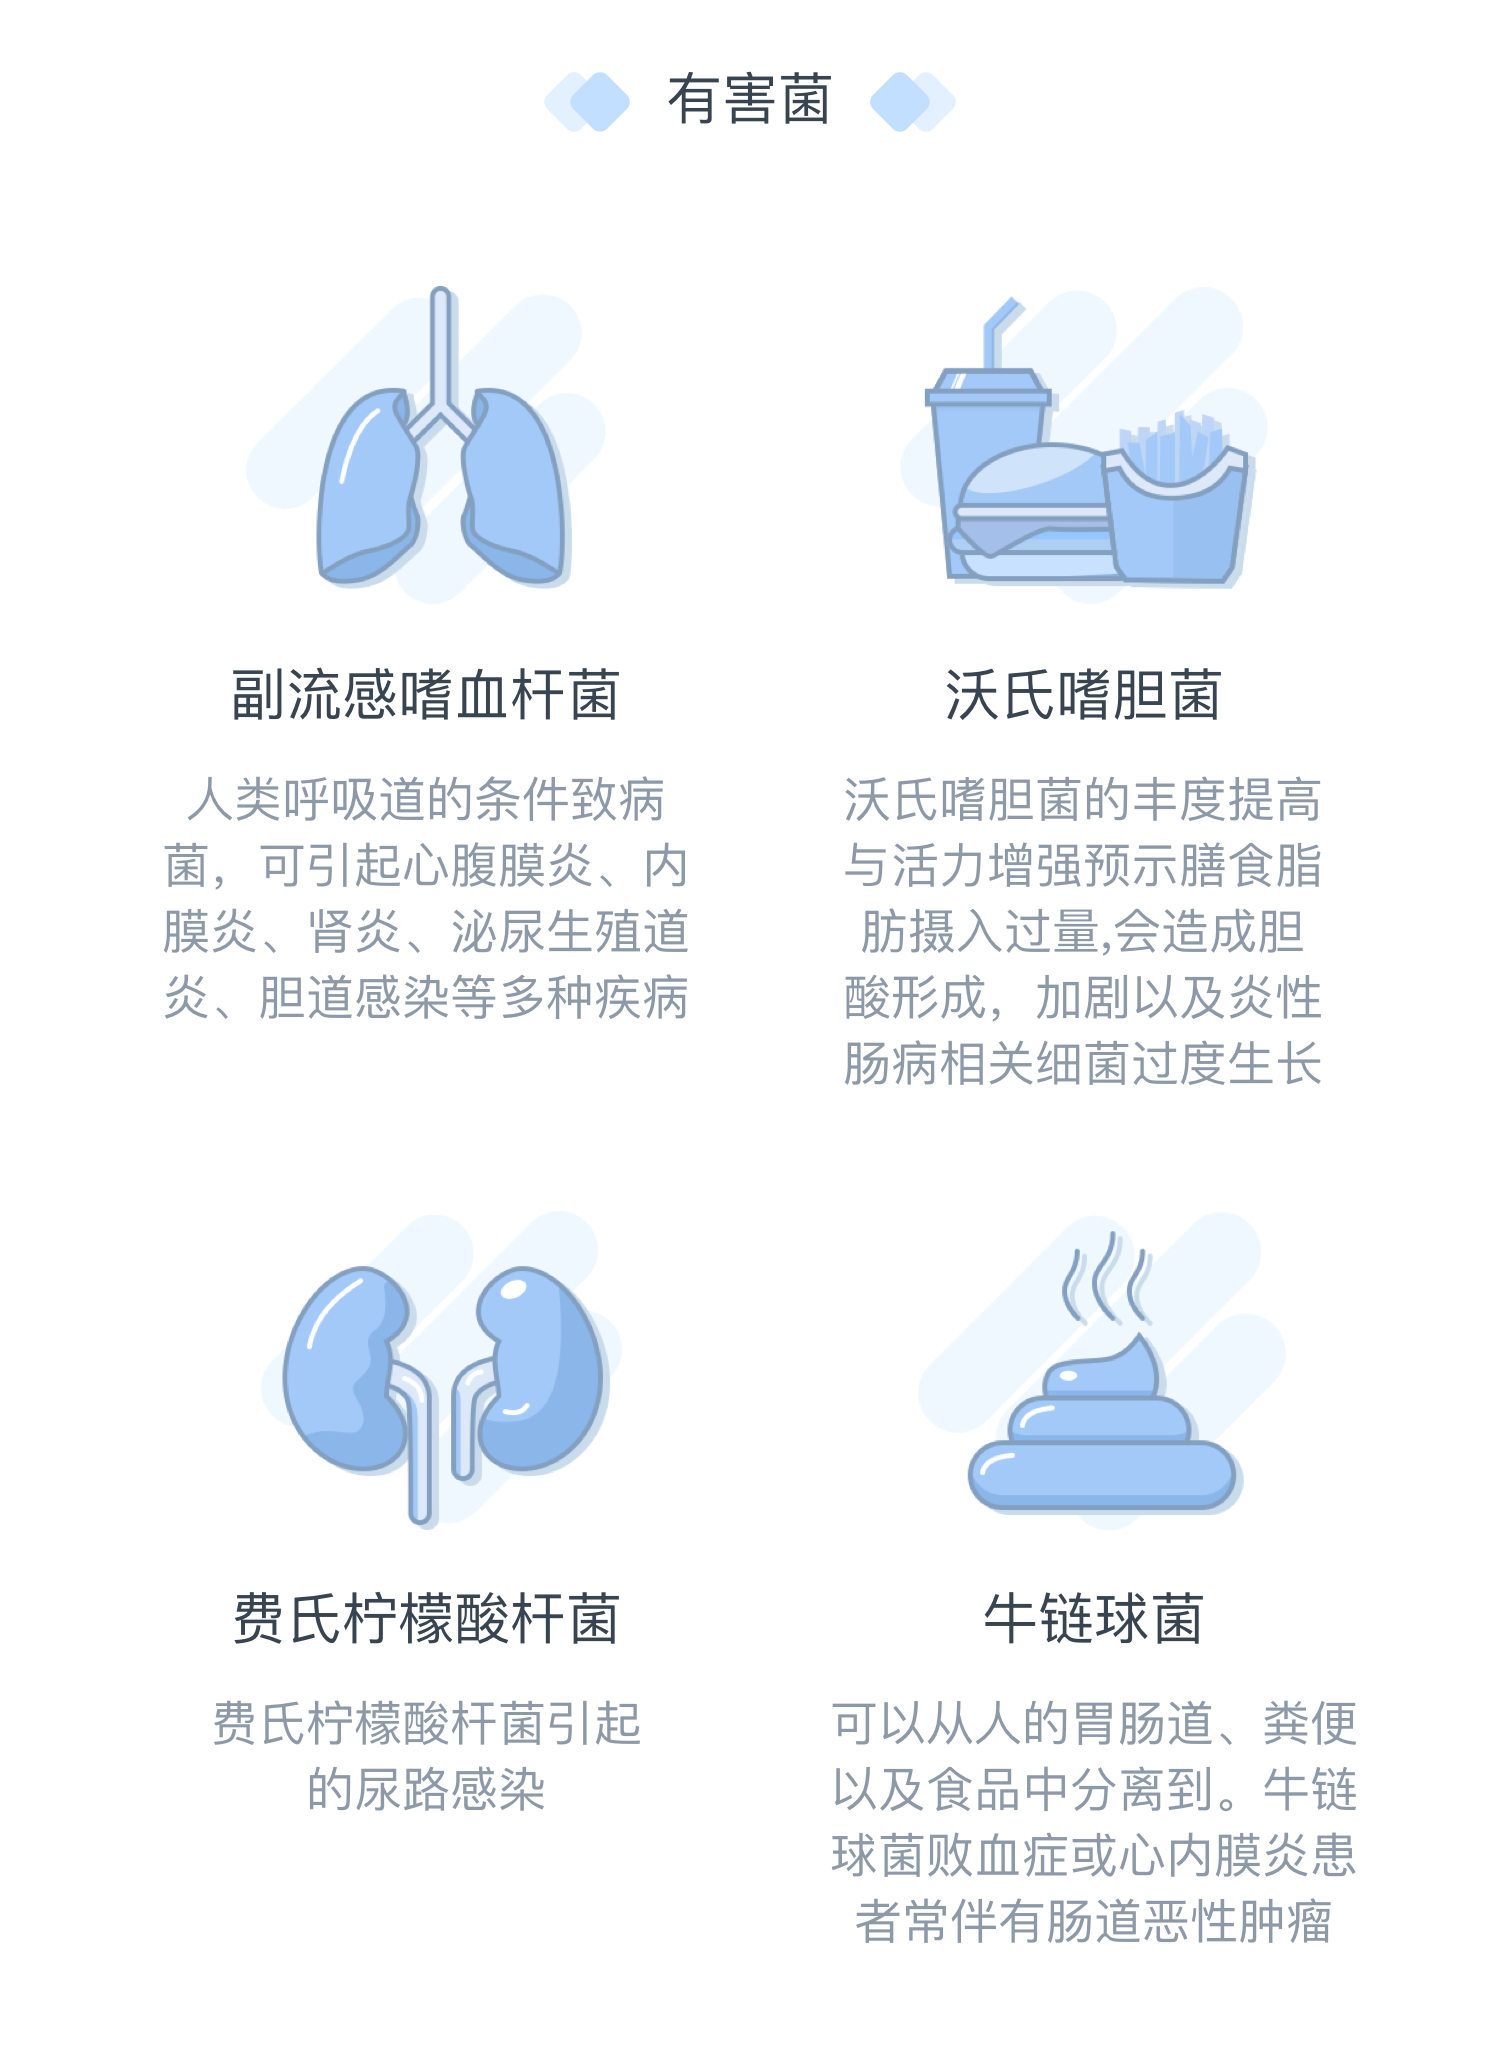 有害菌
副流感嗜血杆菌
人类呼吸道的条件致病
菌，可引起心腹膜炎、内
膜炎、肾炎、泌尿生殖道
炎、胆道感染等多种疾病
沃氏嗜胆菌
沃氏嗜胆菌的丰度提高
与活力增强预示膳食脂
肪摄入过量,会造成胆
酸形成，加剧以及炎性
肠病相关细菌过度生长
费氏柠檬酸杆菌
费氏柠檬酸杆菌引起
的尿路感染
牛链球菌
可以从人的胃肠道、粪便
以及食品中分离到。牛链
球菌败血症或心内膜炎患
者常伴有肠道恶性肿瘤